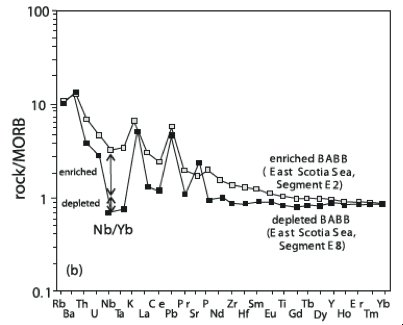 100
10
1
0.1
rock/MORB
enriched
depleted
Nb/Yb
enriched BABB
(East Scotia Sea,
Segment E2)
depleted BABB
(East Scotia Sea,
Segment E8)
(b)
Rb Th Nb K Ce Pr P Zr Sm Ti Tb Y Er Yb
Ba U Ta La Pb Sr Nd Hf Eu Gd Dy Ho Tm